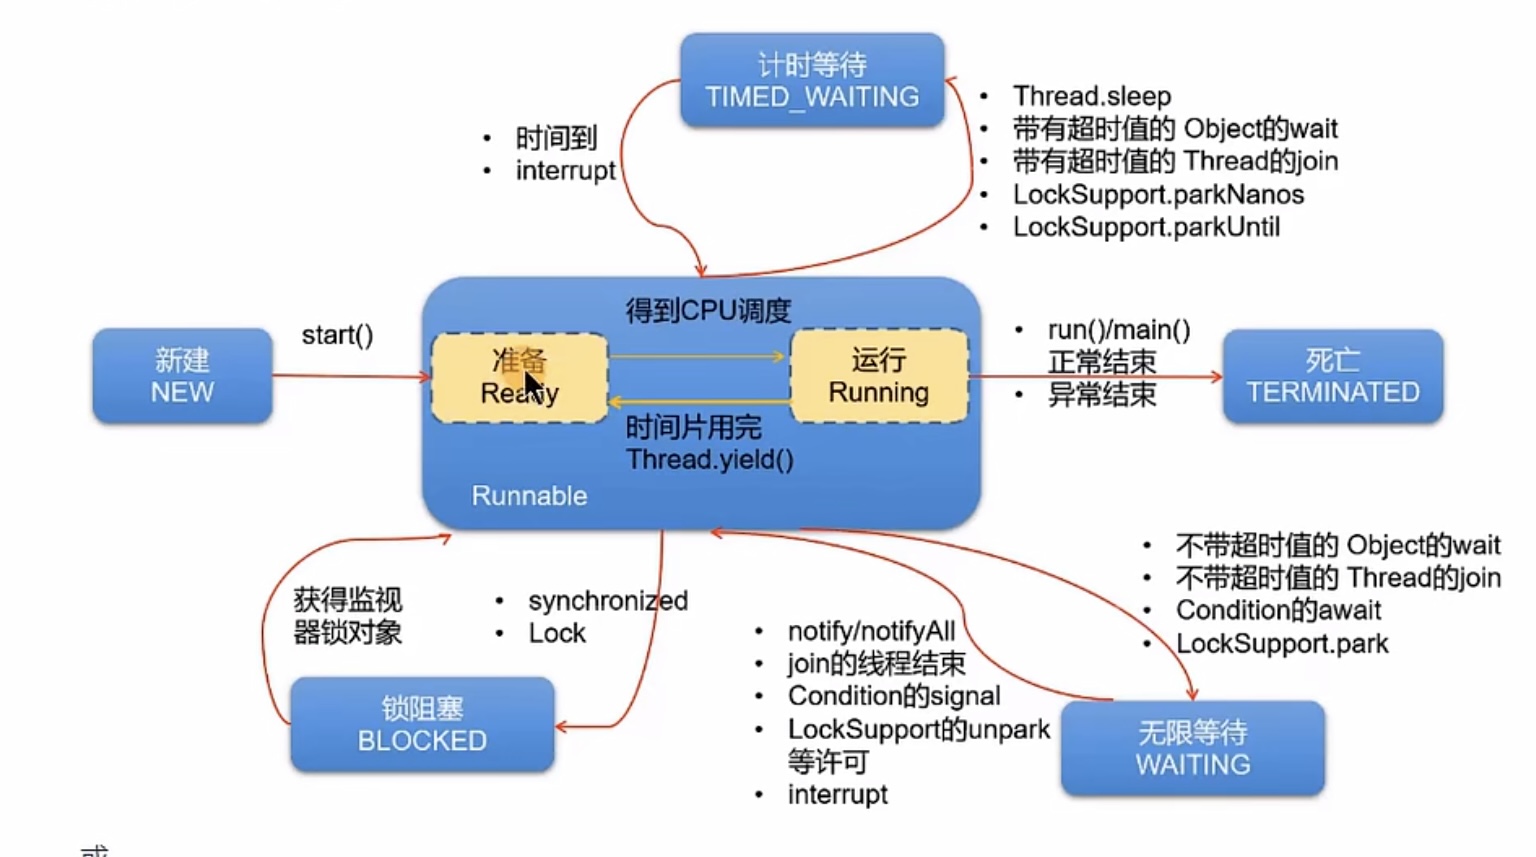 计时等待
TIMED_WAITING
• 时间到
• interrupt
• Thread.sleep
• 带有超时值的 Object的wait
• 带有超时值的 Thread的join
• LockSupport.parkNanos
• LockSupport.parkUntil
新建
NEW
start()
得到CPU调度
准备
Ready
运行
Running
时间片用完
Thread.yield()
Runnable
• run()/main()
正常结束
• 异常结束
死亡
TERMINATED
获得监视
器锁对象
• synchronized
• Lock
锁阻塞
BLOCKED
• notify/notifyAll
• join的线程结束
• Condition的signal
• LockSupport的unpark
等许可
• interrupt
• 不带超时值的 Object的wait
• 不带超时值的 Thread的join
• Condition的await
• LockSupport.park
无限等待
WAITING
或